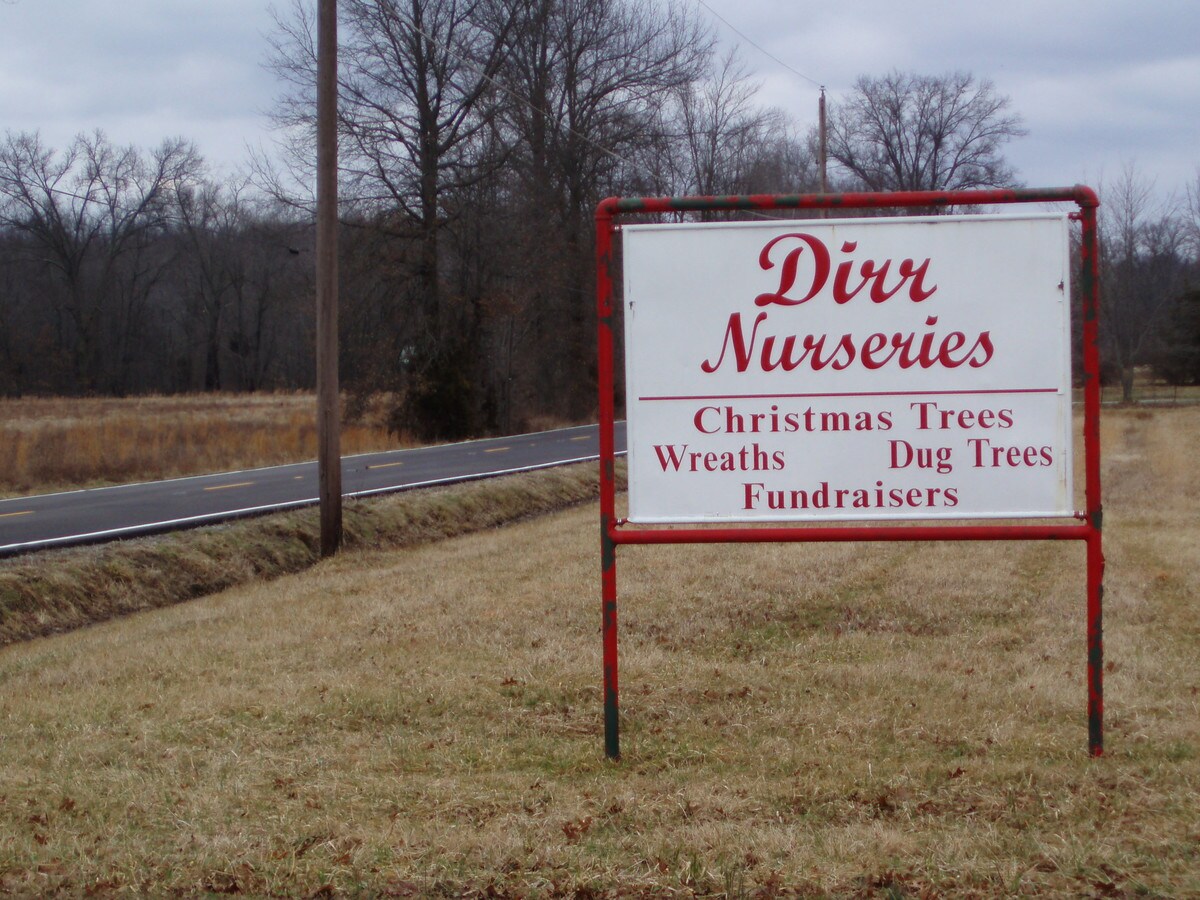 Dirr
Nurseries
Christmas Trees
Wreaths Dug Trees
Fundraisers